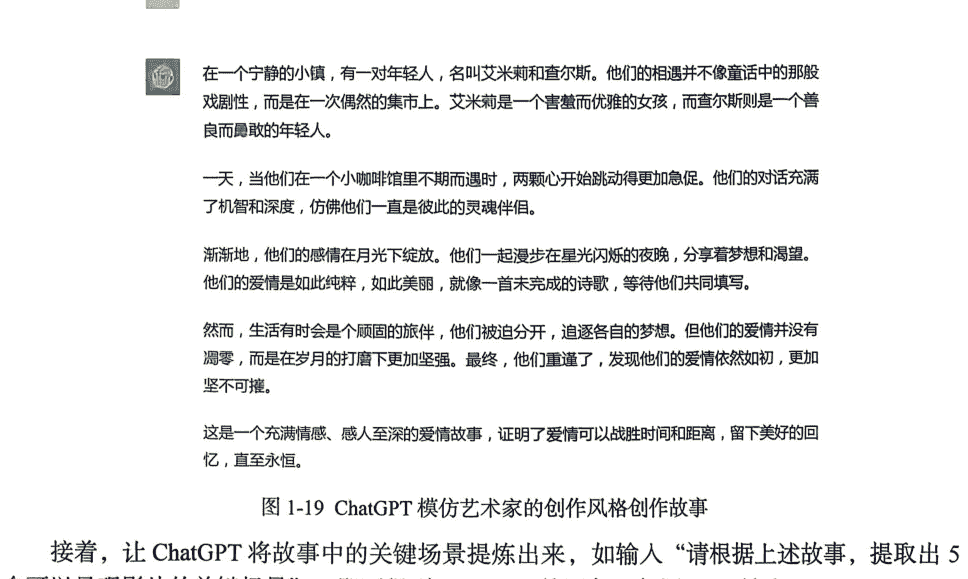 在一个宁静的小镇，有一对年轻人，名叫艾米莉和查尔斯。他们的相遇并不像童话中的那般
戏剧性，而是在一次偶然的集市上。艾米莉是一个害羞而优雅的女孩，而查尔斯则是一个善
良而勇敢的年轻人。
一天，当他们在一个小咖啡馆里不期而遇时，两颗心开始跳动得更加急促。他们的对话充满
了机智和深度，仿佛他们一直是彼此的灵魂伴侣。
渐渐地，他们的感情在月光下绽放。他们一起漫步在星光闪烁的夜晚，分享着梦想和渴望。
他们的爱情是如此纯粹，如此美丽，就像一首未完成的诗歌，等待他们共同填写。
然而，生活有时会是个顽固的旅伴，他们被迫分开，追逐各自的梦想。但他们的爱情并没有
凋零，而是在岁月的打磨下更加坚强。最终，他们重逢了，发现他们的爱情依然如初，更加
坚不可摧。
这是一个充满情感、感人至深的爱情故事，证明了爱情可以战胜时间和距离，留下美好的回
忆，直至永恒。
图 1-19 ChatGPT 模仿艺术家的创作风格创作故事
接着，让 ChatGPT 将故事中的关键场景提炼出来，如输入“请根据上述故事，提取出 5